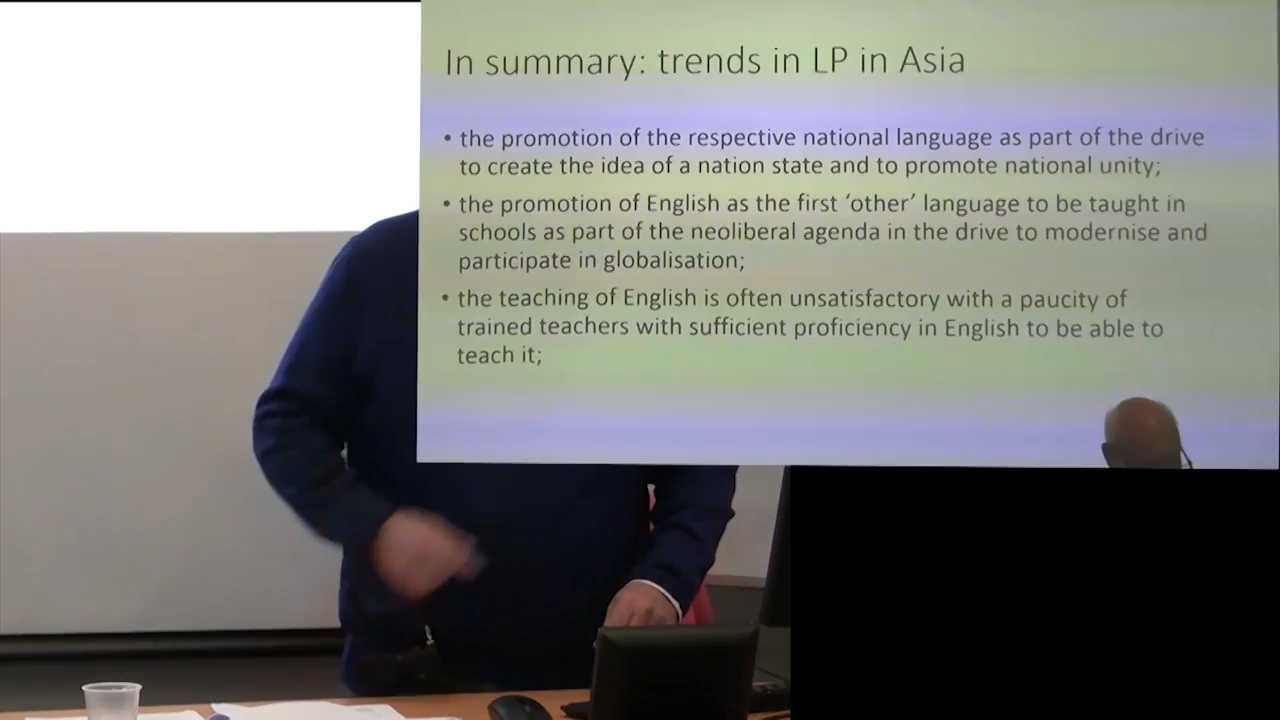 In summary: trends in LP in Asia
• the promotion of the respective national language as part of the drive
to create the idea of a nation state and to promote national unity;
• the promotion of English as the first ‘other’ language to be taught in
schools as part of the neoliberal agenda in the drive to modernise and
participate in globalisation;
• the teaching of English is often unsatisfactory with a paucity of
trained teachers with sufficient proficiency in English to be able to
teach it;